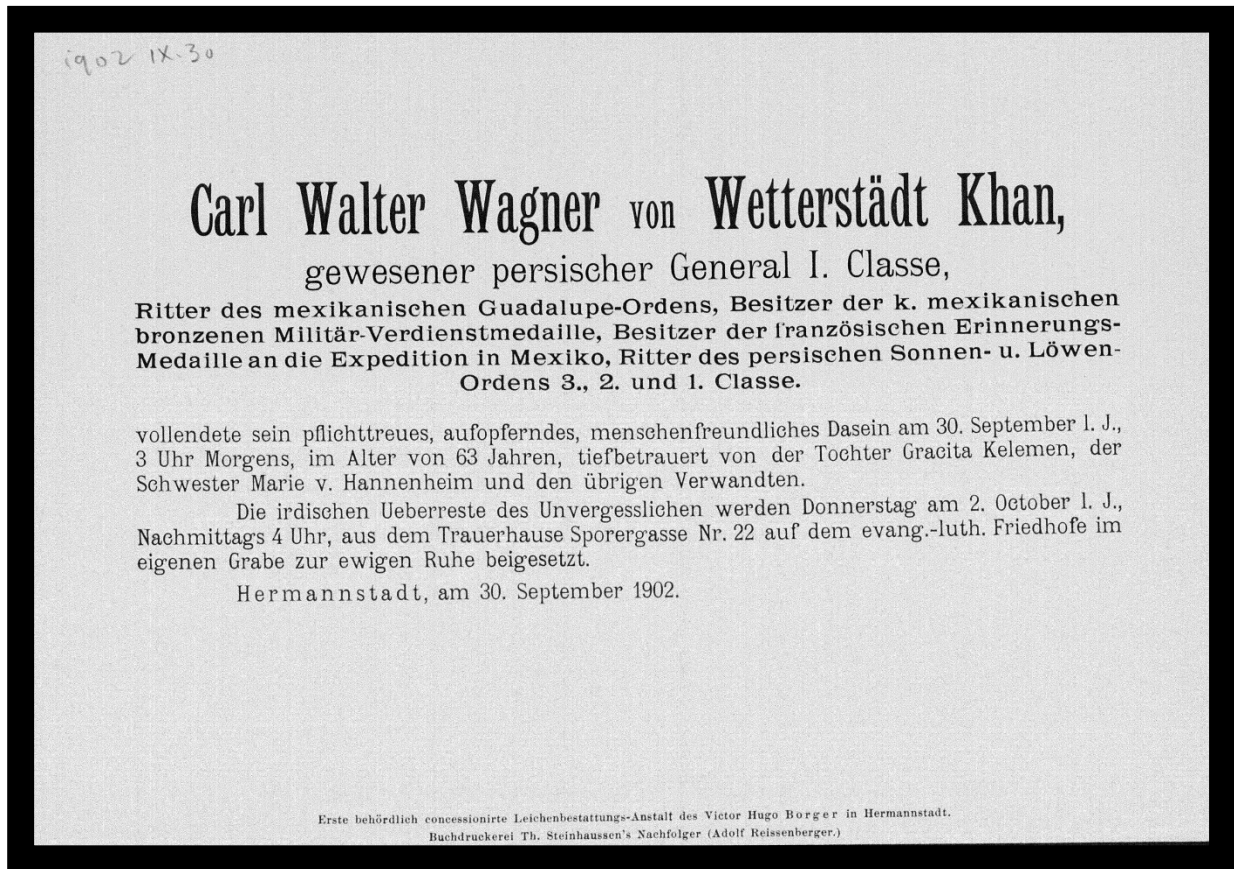 1902 IX. 30
Carl Walter Wagner von Wetterstädt Khan,
gewesener persischer General I. Classe,
Ritter des mexikanischen Guadalupe-Ordens, Besitzer der k. mexikanischen
bronzenen Militär-Verdienstmedaille, Besitzer der französischen Erinnerungs-
Medaille an die Expedition in Mexiko, Ritter des persischen Sonnen- u. Löwen-
Ordens 3., 2. und 1. Classe.
vollendete sein pflichttreues, aufopferndes, menschenfreundliches Dasein am 30. September l. J.,
3 Uhr Morgens, im Alter von 63 Jahren, tiefbetrauert von der Tochter Gracita Kelemen, der
Schwester Marie v. Hannenheim und den übrigen Verwandten.
Die irdischen Ueberreste des Unvergesslichen werden Donnerstag am 2. October l. J.,
Nachmittags 4 Uhr, aus dem Trauerhause Sporergasse Nr. 22 auf dem evang.-luth. Friedhofe im
eigenen Grabe zur ewigen Ruhe beigesetzt.
Hermannstadt, am 30. September 1902.
Erste behördlich concessionirte Leichenbestattungs-Anstalt des Victor Hugo Borger in Hermannstadt.
Buchdruckerei Th. Steinhaussen's Nachfolger (Adolf Reissenberger.)